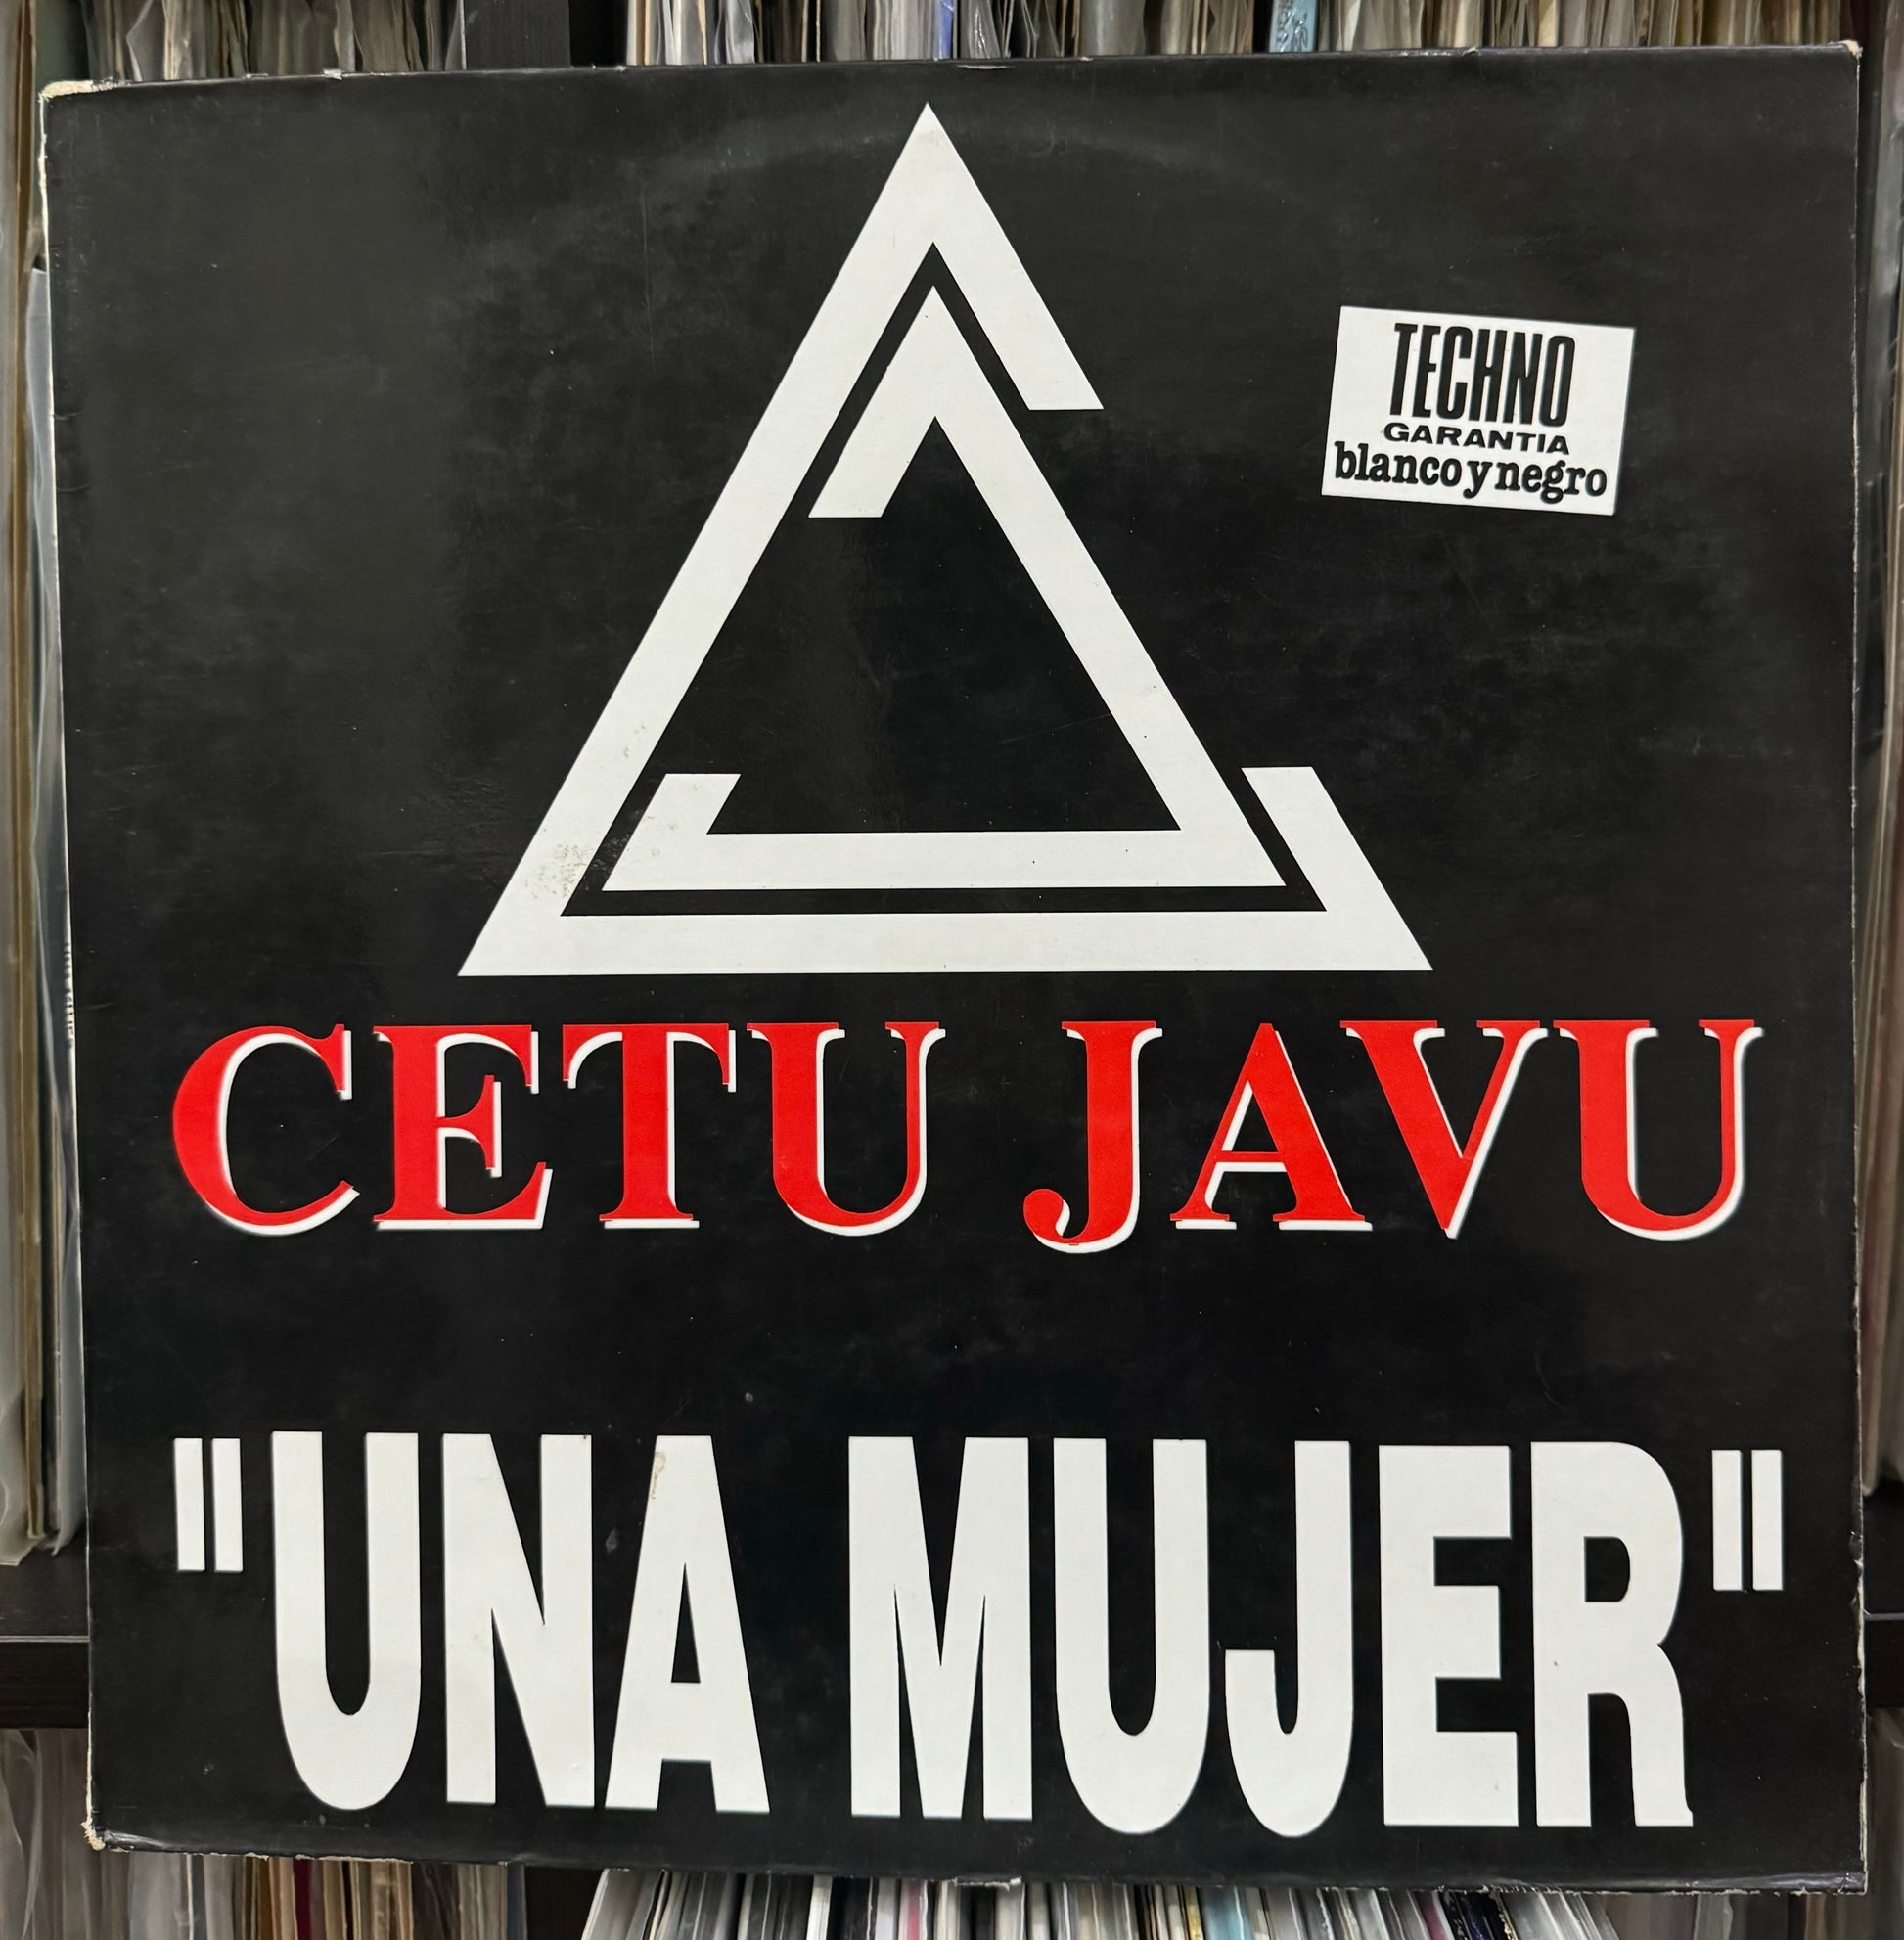 TECHNO
GARANTIA
blanco y negro
CETU JAVU
"UNA MUJER"